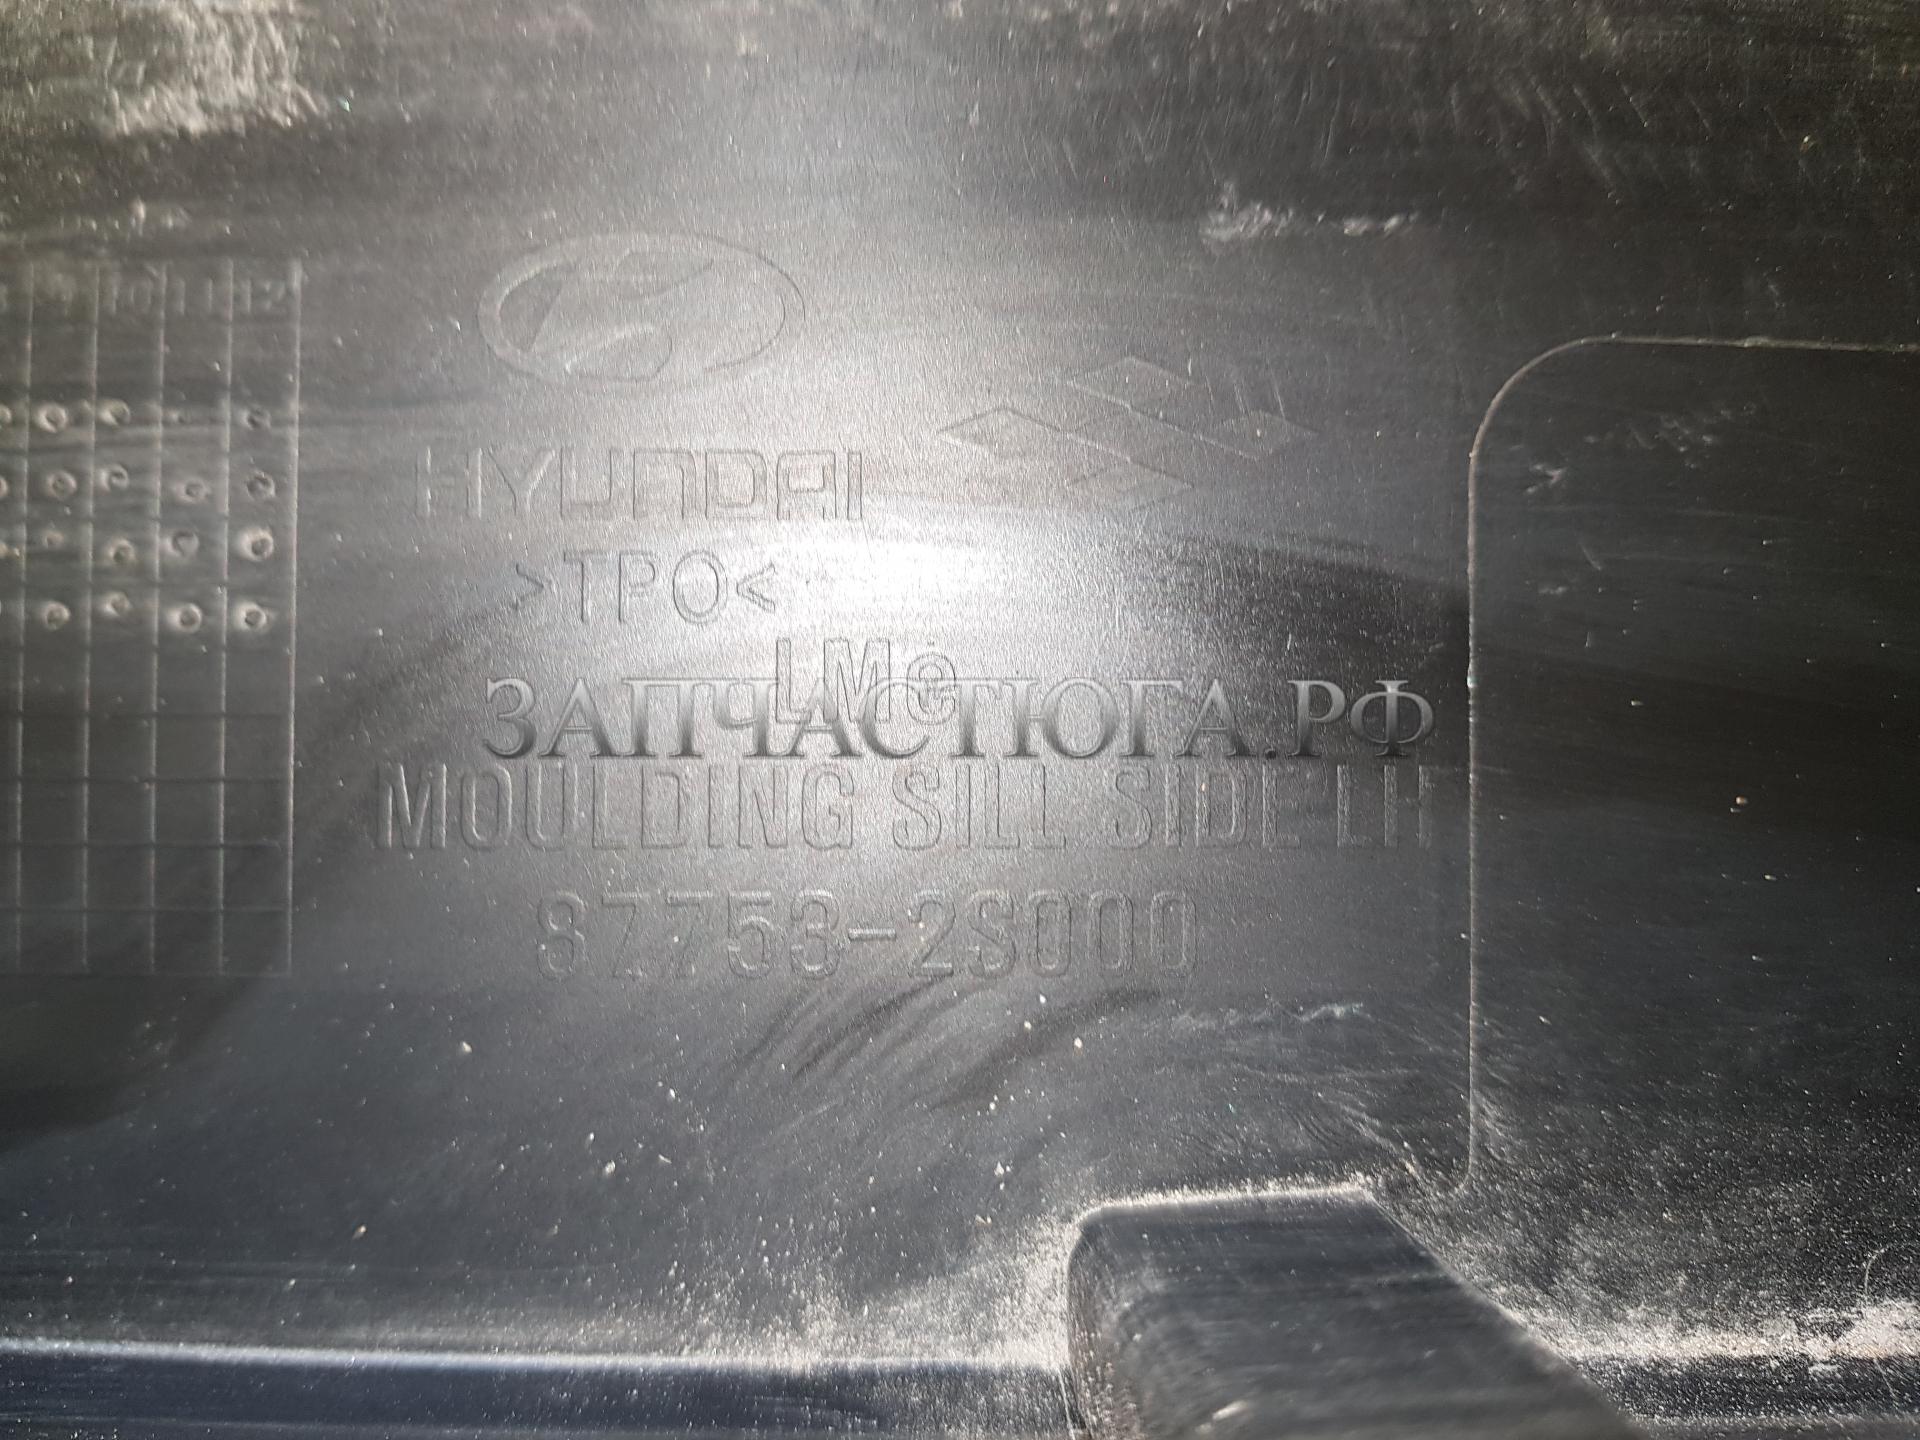 HYUNDAI
>TPO<
LMe
ЗАПЧАСТЮГА.РФ
MOULDING SILL SIDE LH
87753-2S000